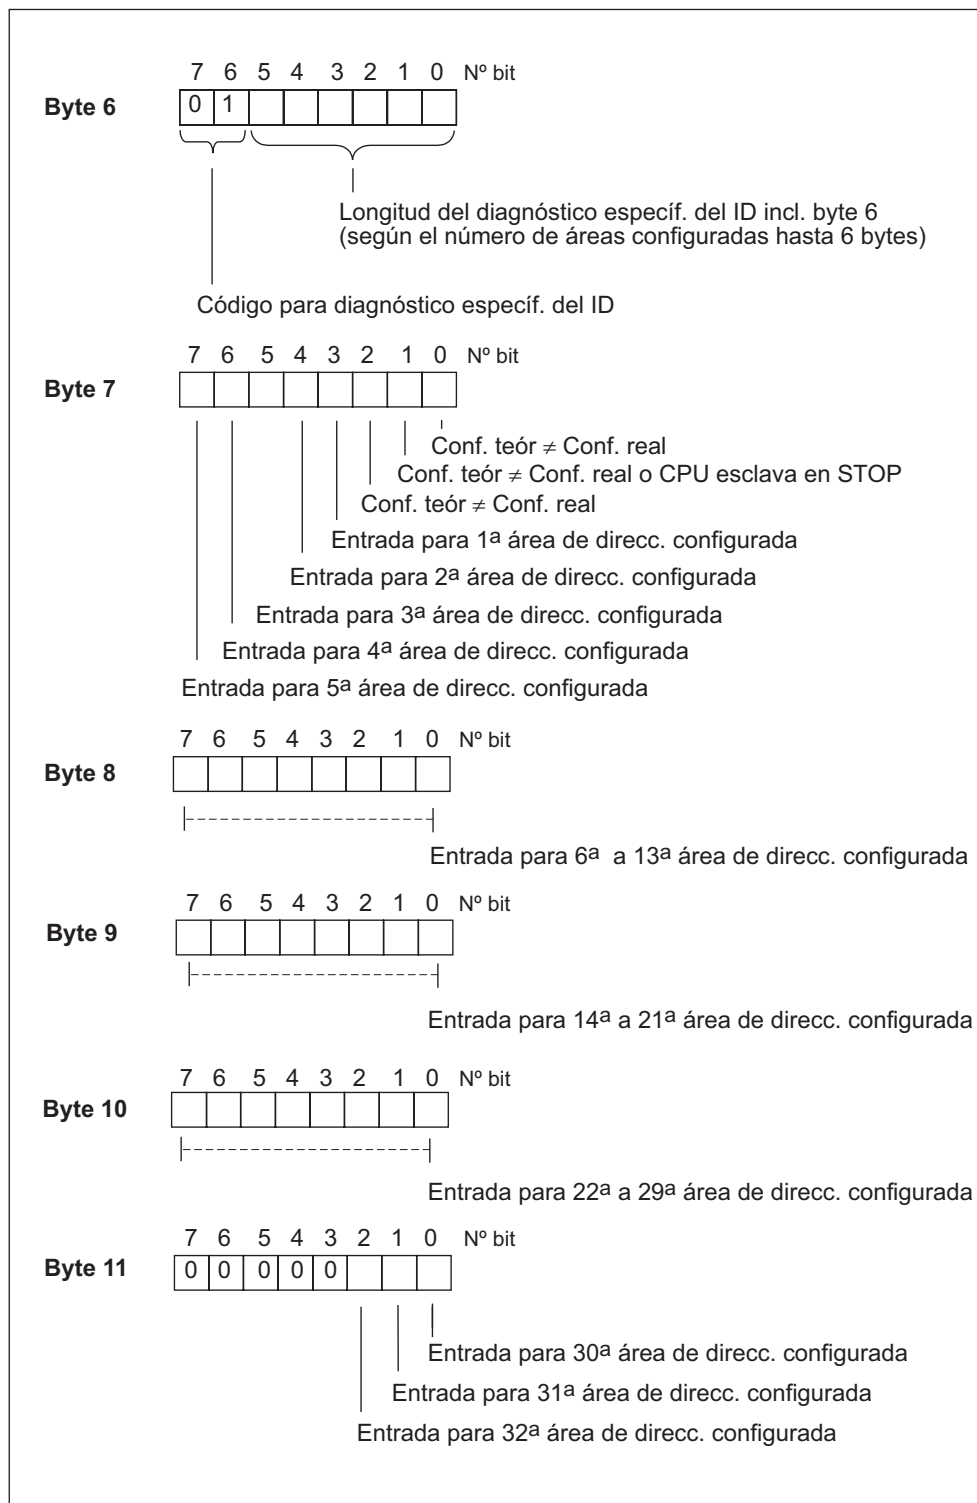 7 6 5 4 3 2 1 0 Nº bit
Byte 6
0 1
Longitud del diagnóstico específ. del ID incl. byte 6
(según el número de áreas configuradas hasta 6 bytes)
Código para diagnóstico específ. del ID
7 6 5 4 3 2 1 0 Nº bit
Byte 7
Conf. teór ≠ Conf. real
Conf. teór ≠ Conf. real o CPU esclava en STOP
Conf. teór ≠ Conf. real
Entrada para 1ª área de direcc. configurada
Entrada para 2ª área de direcc. configurada
Entrada para 3ª área de direcc. configurada
Entrada para 4ª área de direcc. configurada
Entrada para 5ª área de direcc. configurada
7 6 5 4 3 2 1 0 Nº bit
Byte 8
Entrada para 6ª a 13ª área de direcc. configurada
7 6 5 4 3 2 1 0 Nº bit
Byte 9
Entrada para 14ª a 21ª área de direcc. configurada
7 6 5 4 3 2 1 0 Nº bit
Byte 10
Entrada para 22ª a 29ª área de direcc. configurada
7 6 5 4 3 2 1 0 Nº bit
Byte 11
0 0 0 0 0
Entrada para 30ª área de direcc. configurada
Entrada para 31ª área de direcc. configurada
Entrada para 32ª área de direcc. configurada